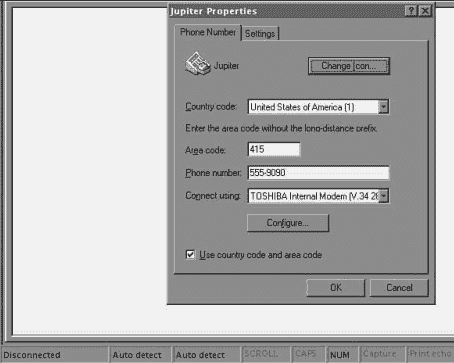 Jupiter Properties
Phone Number Settings
Jupiter Change Icon...
Country code: United States of America (1)
Enter the area code without the long-distance prefix.
Area code: 415
Phone number: 555-9090
Connect using: TOSHIBA Internal Modem (V.34 28
Configure...
Use country code and area code
OK Cancel
Disconnected Auto detect Auto detect SCROLL CAPS NUM Capture Print echo